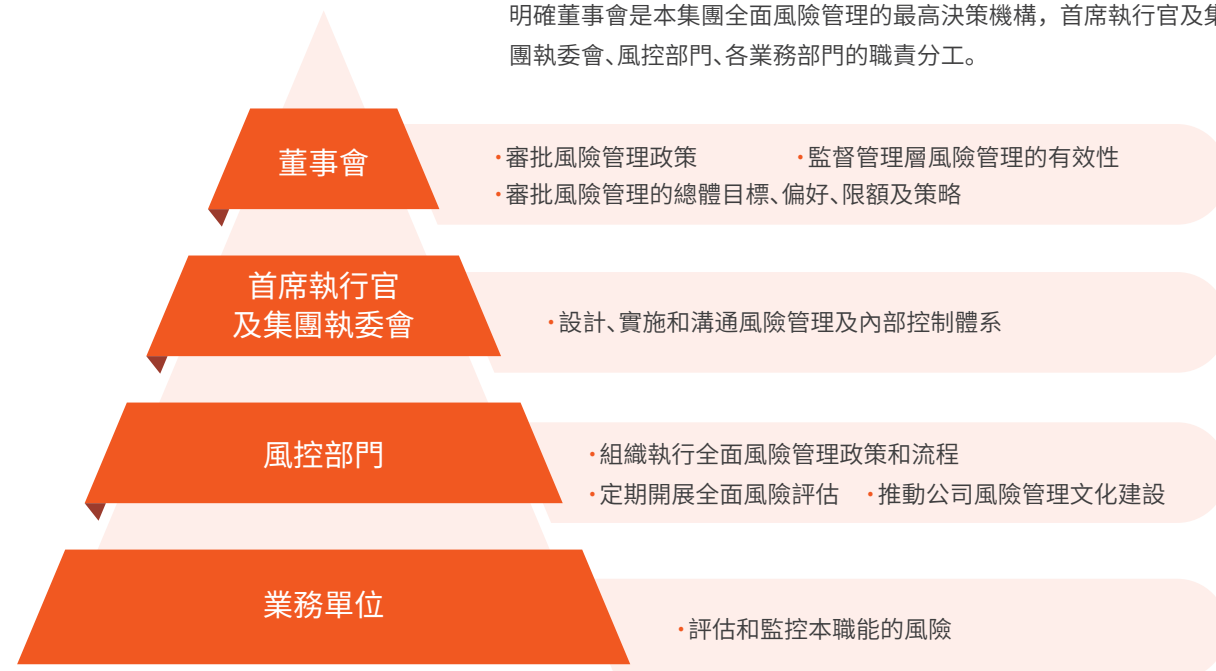 明確董事會是本集團全面風險管理的最高決策機構，首席執行官及集
團執委會、風控部門、各業務部門的職責分工。
董事會
·審批風險管理政策 ·監督管理層風險管理的有效性
·審批風險管理的總體目標、偏好、限額及策略
首席執行官
及集團執委會
·設計、實施和溝通風險管理及內部控制體系
風控部門
·組織執行全面風險管理政策和流程
·定期開展全面風險評估 ·推動公司風險管理文化建設
業務單位
·評估和監控本職能的風險